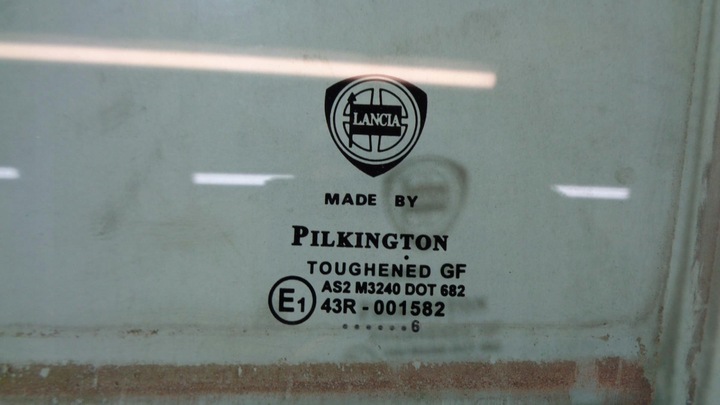 LANCIA
MADE BY
PILKINGTON
TOUGHENED GF
AS2 M3240 DOT 682
E1 43R - 001582
......6